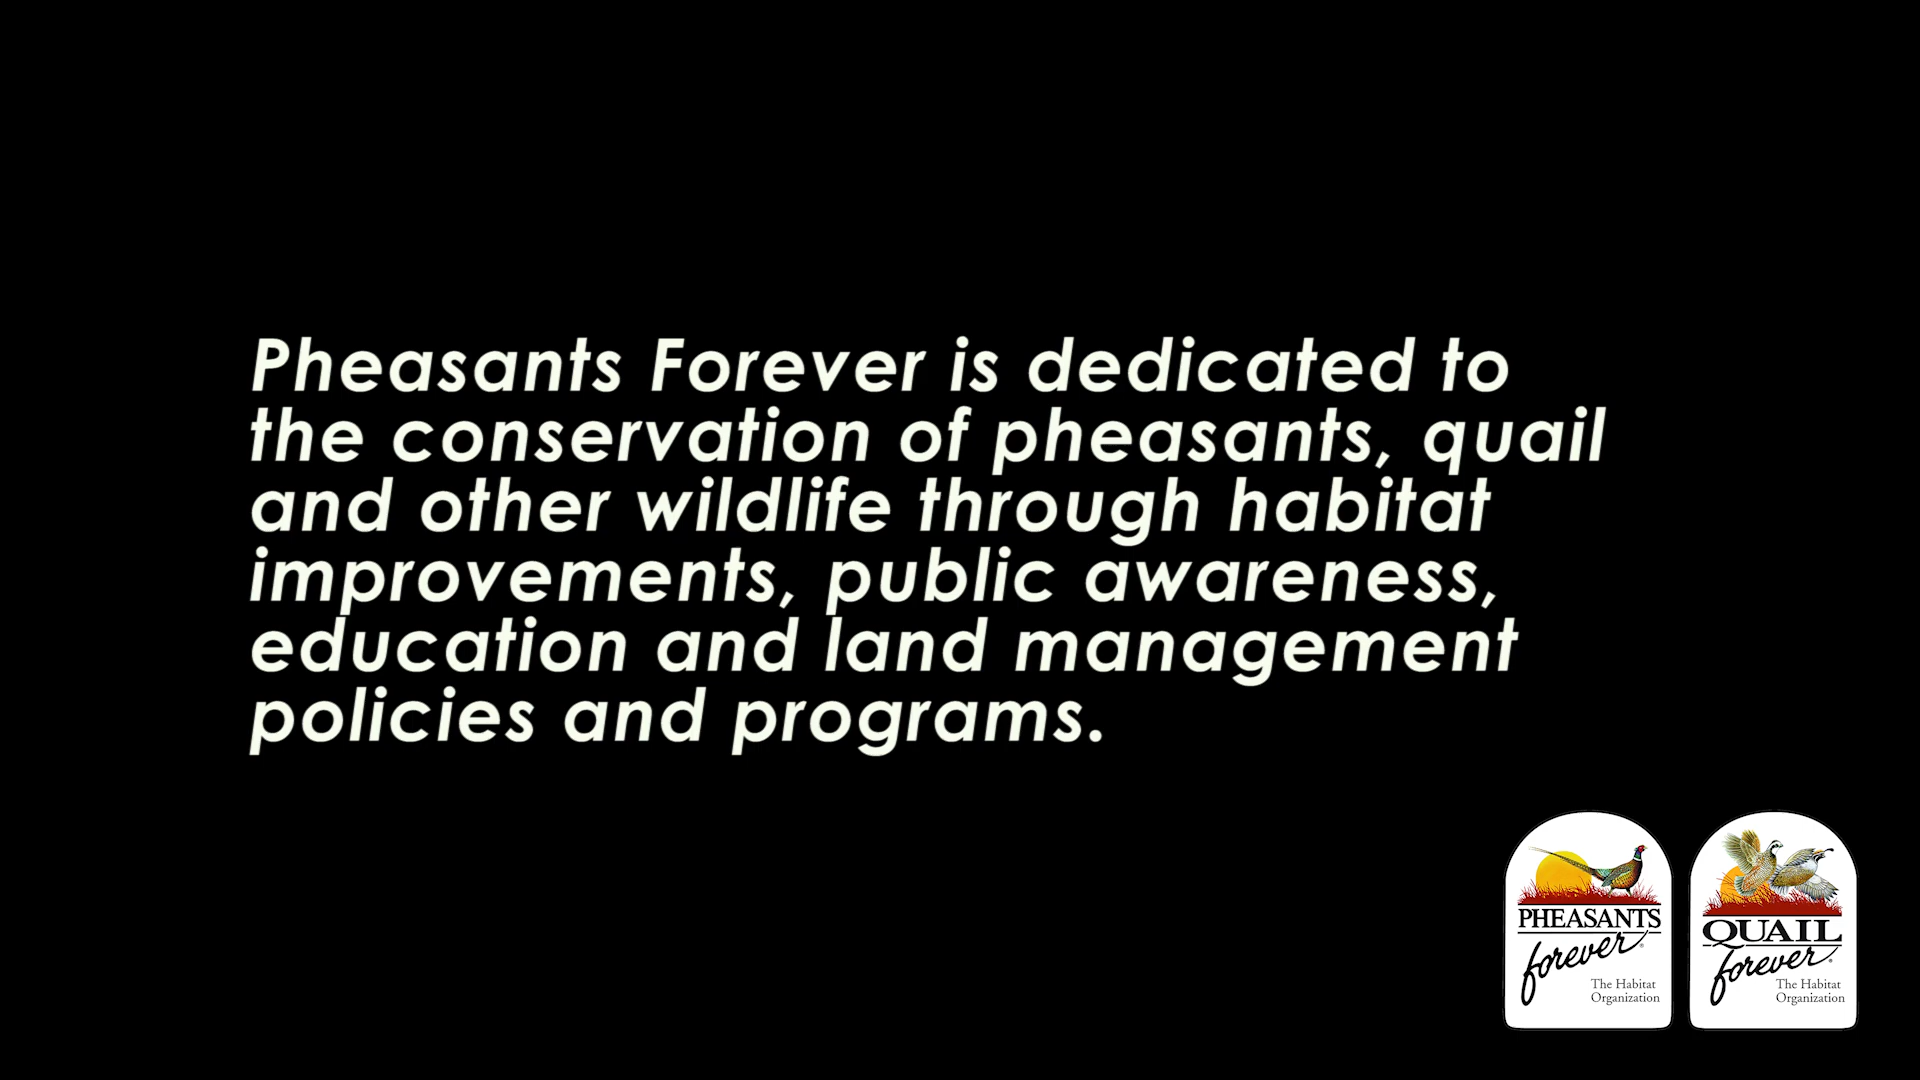 Pheasants Forever is dedicated to
the conservation of pheasants, quail
and other wildlife through habitat
improvements, public awareness,
education and land management
policies and programs.
PHEASANTS
forever®
The Habitat
Organization
QUAIL
forever®
The Habitat
Organization